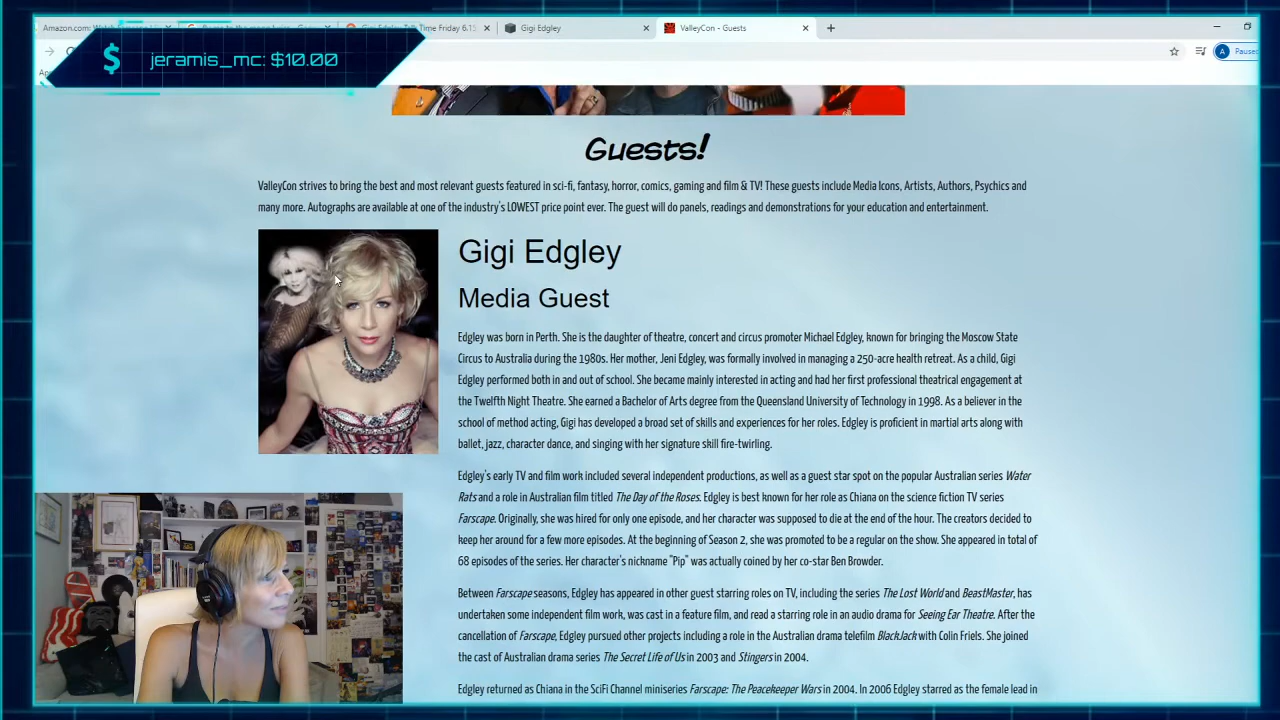 Gigi Edgley
ValleyCon - Guests
jeramis_mc: $10.00
A
Guests!
ValleyCon strives to bring the best and most relevant guests featured in sci-fi, fantasy, horror, comics, gaming and film & TV! These guests include Media Icons, Artists, Authors, Psychics and
many more. Autographs are available at one of the industry's LOWEST price point ever. The guest will do panels, readings and demonstrations for your education and entertainment.
Gigi Edgley
Media Guest
Edgley was born in Perth. She is the daughter of theatre, concert and circus promoter Michael Edgley, known for bringing the Moscow State
Circus to Australia during the 1980s. Her mother, Jeni Edgley, was formally involved in managing a 250-acre health retreat. As a child, Gigi
Edgley performed both in and out of school. She became mainly interested in acting and had her first professional theatrical engagement at
the Twelfth Night Theatre. She earned a Bachelor of Arts degree from the Queensland University of Technology in 1998. As a believer in the
school of method acting, Gigi has developed a broad set of skills and experiences for her roles. Edgley is proficient in martial arts along with
ballet, jazz, character dance, and singing with her signature skill fire-twirling.
Edgley's early TV and film work included several independent productions, as well as a guest star spot on the popular Australian series Water
Rats and a role in Australian film titled The Day of the Roses. Edgley is best known for her role as Chiana on the science fiction TV series
Farscape. Originally, she was hired for only one episode, and her character was supposed to die at the end of the hour. The creators decided to
keep her around for a few more episodes. At the beginning of Season 2, she was promoted to be a regular on the show. She appeared in total of
68 episodes of the series. Her character's nickname "Pip" was actually coined by her co-star Ben Browder.
Between Farscape seasons, Edgley has appeared in other guest starring roles on TV, including the series The Lost World and BeastMaster, has
undertaken some independent film work, was cast in a feature film, and read a starring role in an audio drama for Seeing Ear Theatre. After the
cancellation of Farscape, Edgley pursued other projects including a role in the Australian drama telefilm BlackJack with Colin Friels. She joined
the cast of Australian drama series The Secret Life of Us in 2003 and Stingers in 2004.
Edgley returned as Chiana in the SciFi Channel miniseries Farscape: The Peacekeeper Wars in 2004. In 2006 Edgley starred as the female lead in